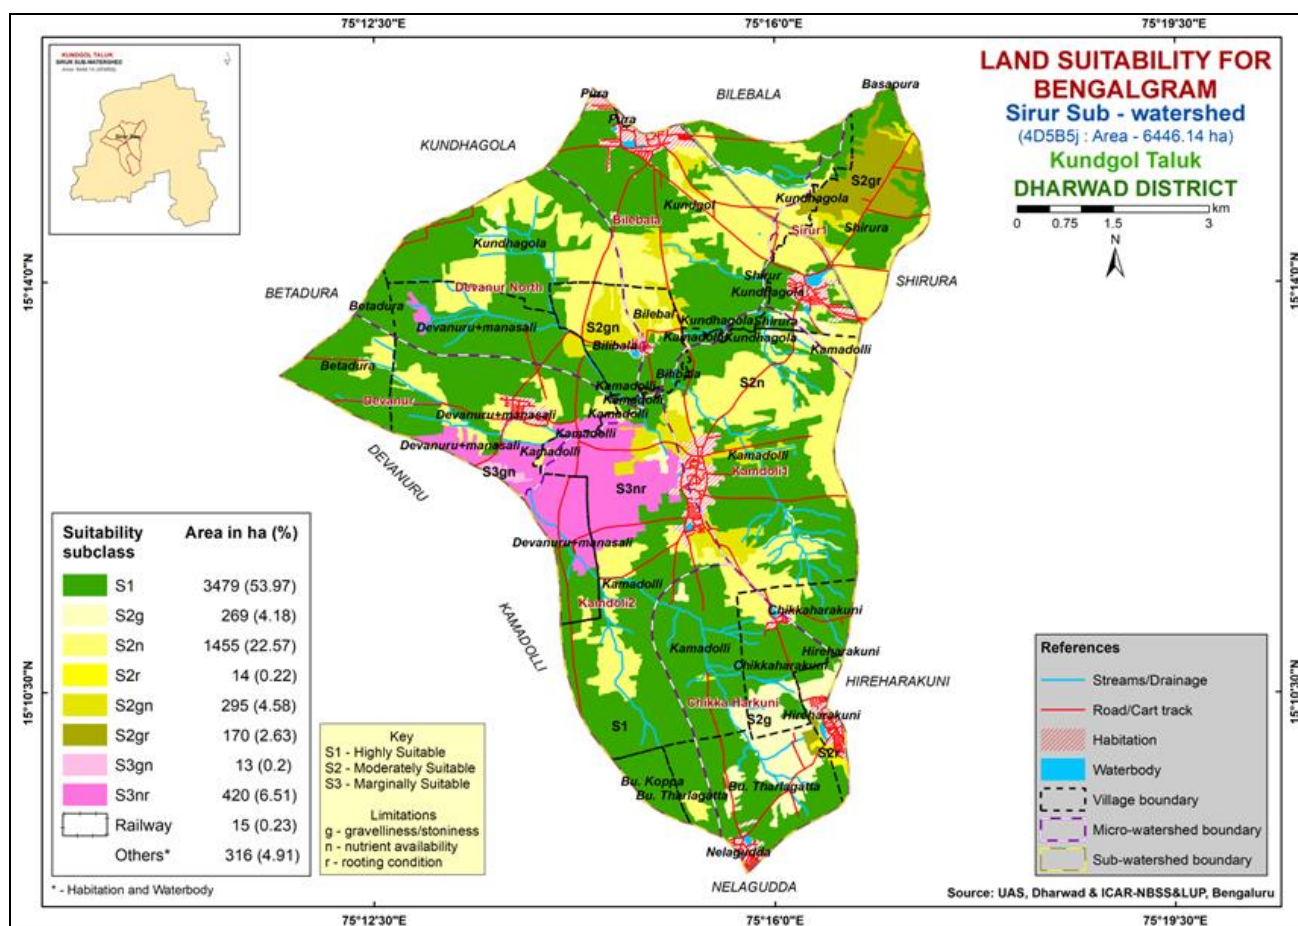 75°12'30"E
75°16'0"E
75°19'30"E
KUNDGOL TALUK
SIRUR SUB-WATERSHED
LAND SUITABILITY FOR
BENGALGRAM
Sirur Sub - watershed
(4D5B5j : Area - 6446.14 ha)
Kundgol Taluk
DHARWAD DISTRICT
km
0 0.75 1.5 3
N
Basapura
Pura
BILEBALA
Pura
KUNDHAGOLA
S2gr
Kundhagola
Kundgol
Bilebala
Sirur1
Shirura
Kundhagola
Shirur
SHIRURA
15°14'0"N
15°14'0"N
Kundhagola
Devanur North
BETADURA
Betadura
Bilebal
Kundhagola
Shirura
Devanuru+manasali
S2gn
Kamadolli
Kundhagola
Bilibala
Kamadolli
Betadura
Bilibala
S2n
Kamadolli
Kamadolli
Devanur
Devanuru+manasali
Kamadolli
Kamadolli
Devanuru+manasali
Kamadolli
Kamadolli
DEVANURU
S3gn
Kamdoli1
S3nr
Devanuru+manasali
Kamadolli
Kamdoli2
KAMADOLLI
Chikkaharakuni
Kamadolli
Hireharakuni
Chikkaharakuni
HIREHARAKUNI
15°10'30"N
15°10'30"N
Chikka Harkuni
S2g
Hireharakuni
S1
S2r
Bu. Koppa
Bu. Tharlagatta
Bu. Tharlagatta
Nelagudda
NELAGUDDA
Suitability subclass
Area in ha (%)
S1 3479 (53.97)
S2g 269 (4.18)
S2n 1455 (22.57)
S2r 14 (0.22)
S2gn 295 (4.58)
S2gr 170 (2.63)
S3gn 13 (0.2)
S3nr 420 (6.51)
Railway 15 (0.23)
Others* 316 (4.91)
* - Habitation and Waterbody
Key
S1 - Highly Suitable
S2 - Moderately Suitable
S3 - Marginally Suitable
Limitations
g - gravelliness/stoniness
n - nutrient availability
r - rooting condition
References
Streams/Drainage
Road/Cart track
Habitation
Waterbody
Village boundary
Micro-watershed boundary
Sub-watershed boundary
Source: UAS, Dharwad & ICAR-NBSS&LUP, Bengaluru
75°12'30"E
75°16'0"E
75°19'30"E